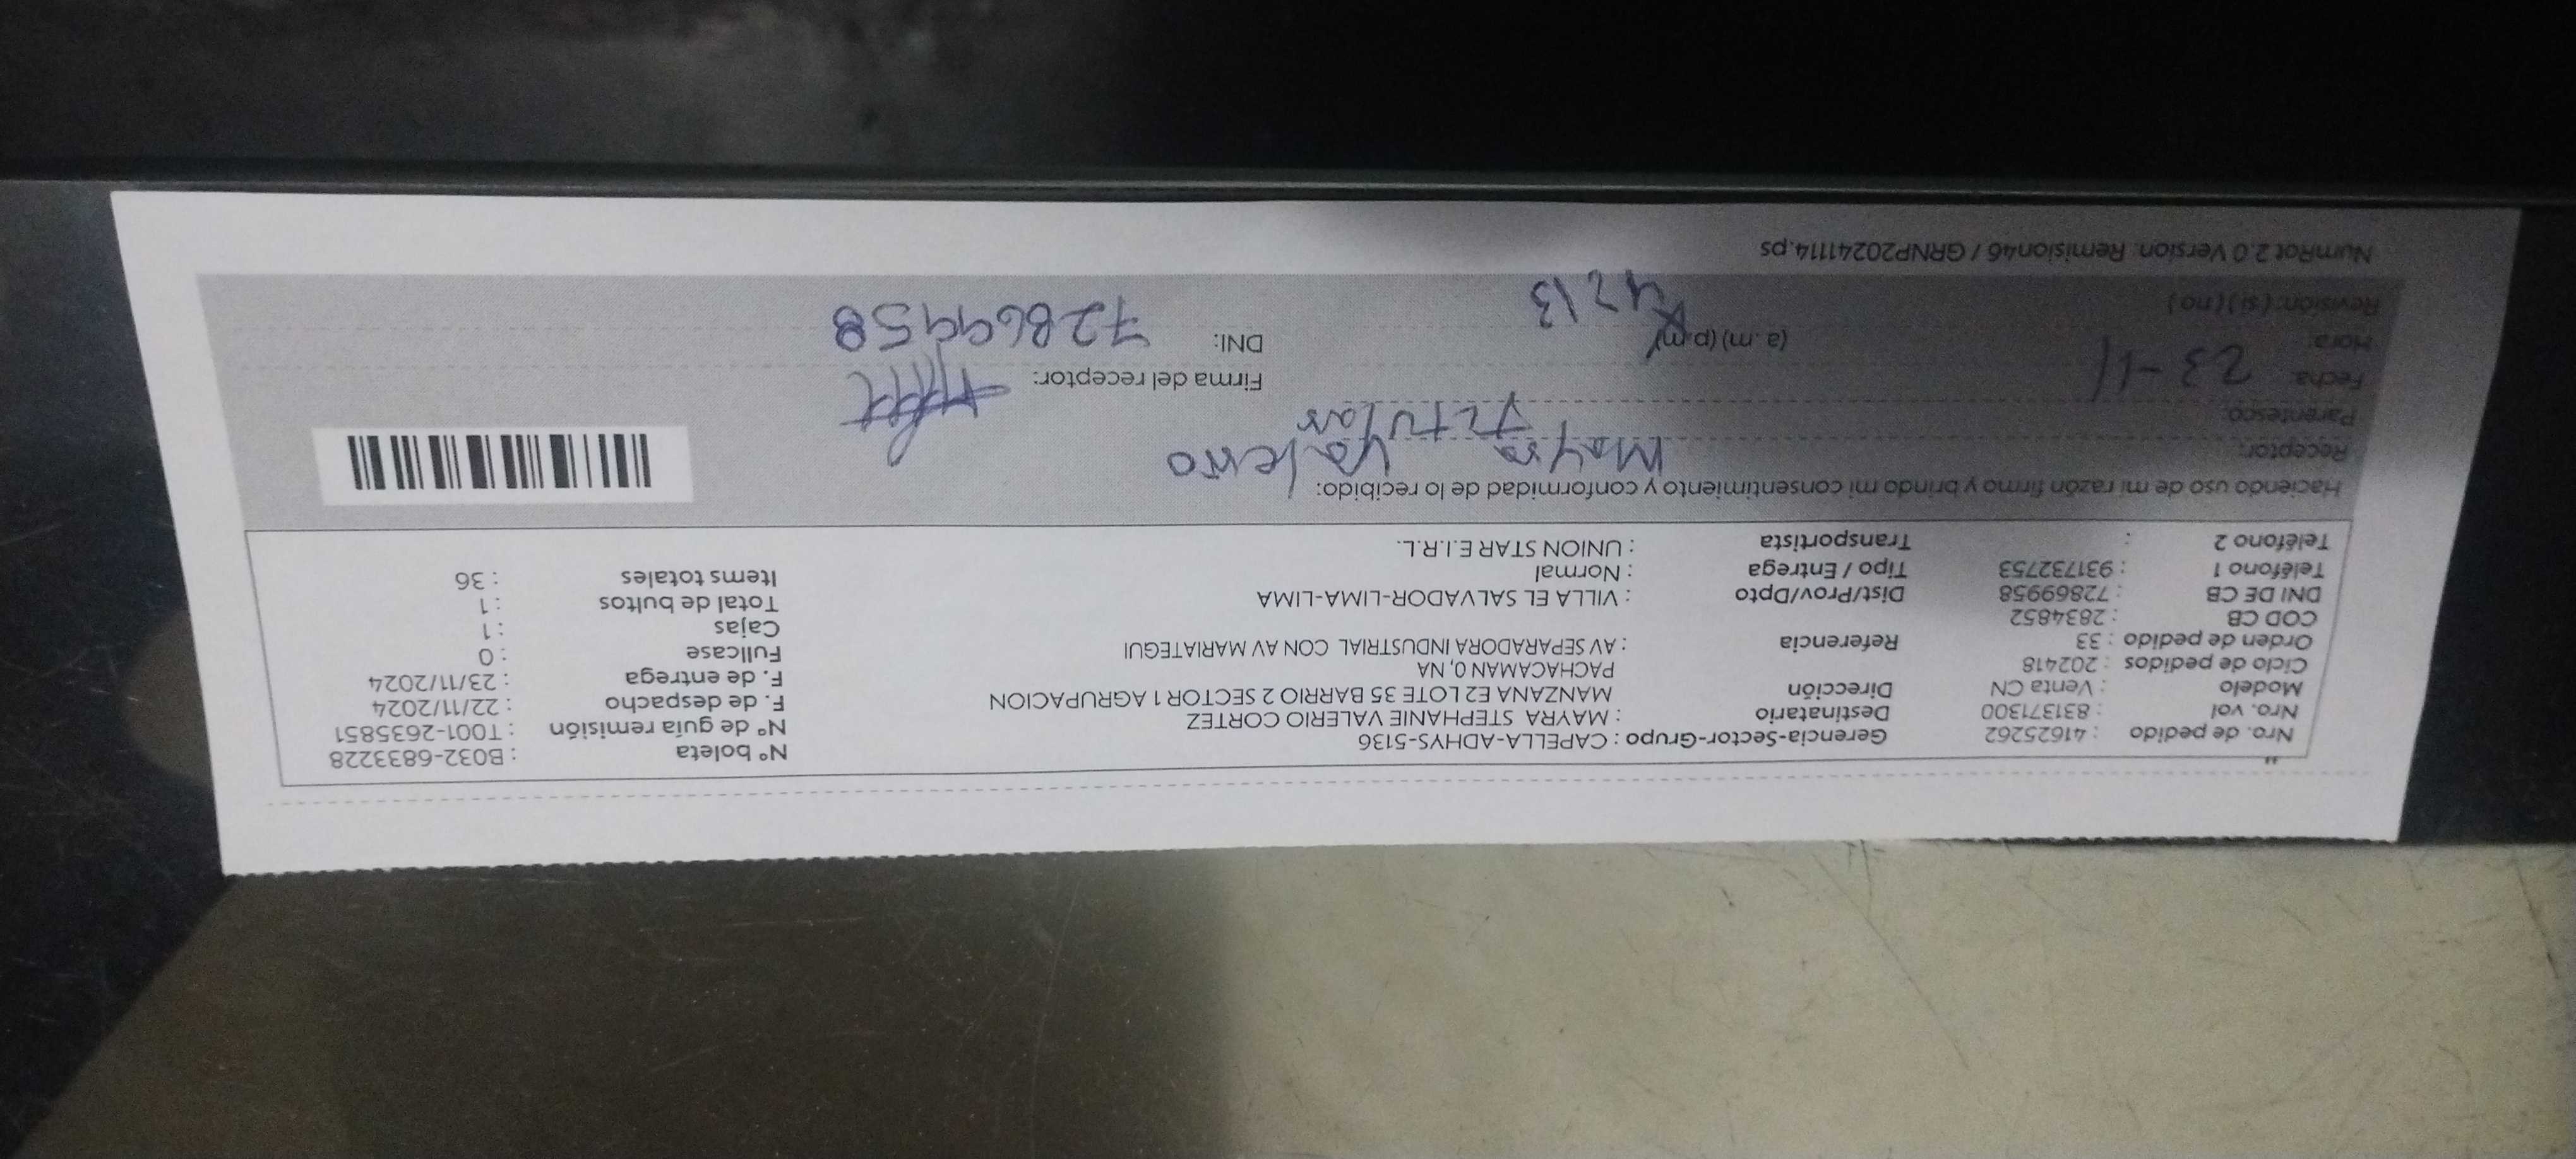 Nro. de pedido : 41625262 Gerencia-Sector-Grupo : CAPELLA-ADHYS-5136 N° boleta : B032-6833228
Nro. vol : 831371300 Destinatario : MAYRA STEPHANIE VALERIO CORTEZ N° de guía remisión : T001-2635851
Modelo : Venta CN Dirección MANZANA E2 LOTE 35 BARRIO 2 SECTOR 1 AGRUPACION F. de despacho : 22/11/2024
Ciclo de pedidos : 202418 PACHACAMAN 0, NA F. de entrega : 23/11/2024
Orden de pedido : 33 Referencia : AV SEPARADORA INDUSTRIAL CON AV MARIATEGUI Fullcase : 0
COD CB : 2834852 Cajas : 1
DNI DE CB : 72869958 Dist/Prov/Dpto : VILLA EL SALVADOR-LIMA-LIMA Total de bultos : 1
Teléfono 1 : 931732753 Tipo / Entrega : Normal Items totales : 36
Teléfono 2 : Transportista : UNION STAR E.I.R.L.
Haciendo uso de mi razón firmo y brindo mi consentimiento y conformidad de lo recibido:
Receptor: Mayra Valerio
Parentesco: Titular
Fecha: 23-11 Firma del receptor:
Hora: (a. m) (p. m) DNI: 72869958
Revisión: ( si ) ( no )
NumRot 2.0 Version. Remision46 / GRNP20241114.ps